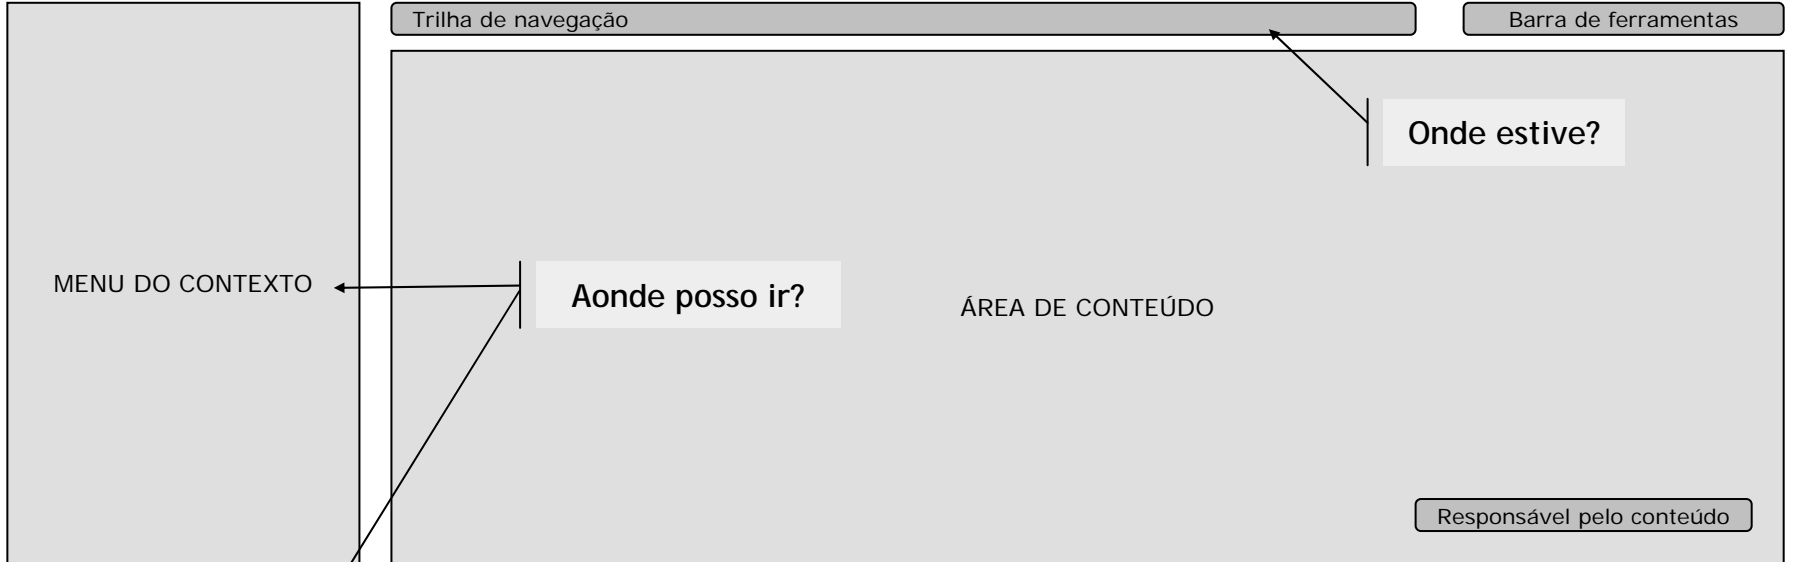 Trilha de navegação
Barra de ferramentas
Onde estive?
MENU DO CONTEXTO
Aonde posso ir?
ÁREA DE CONTEÚDO
Responsável pelo conteúdo